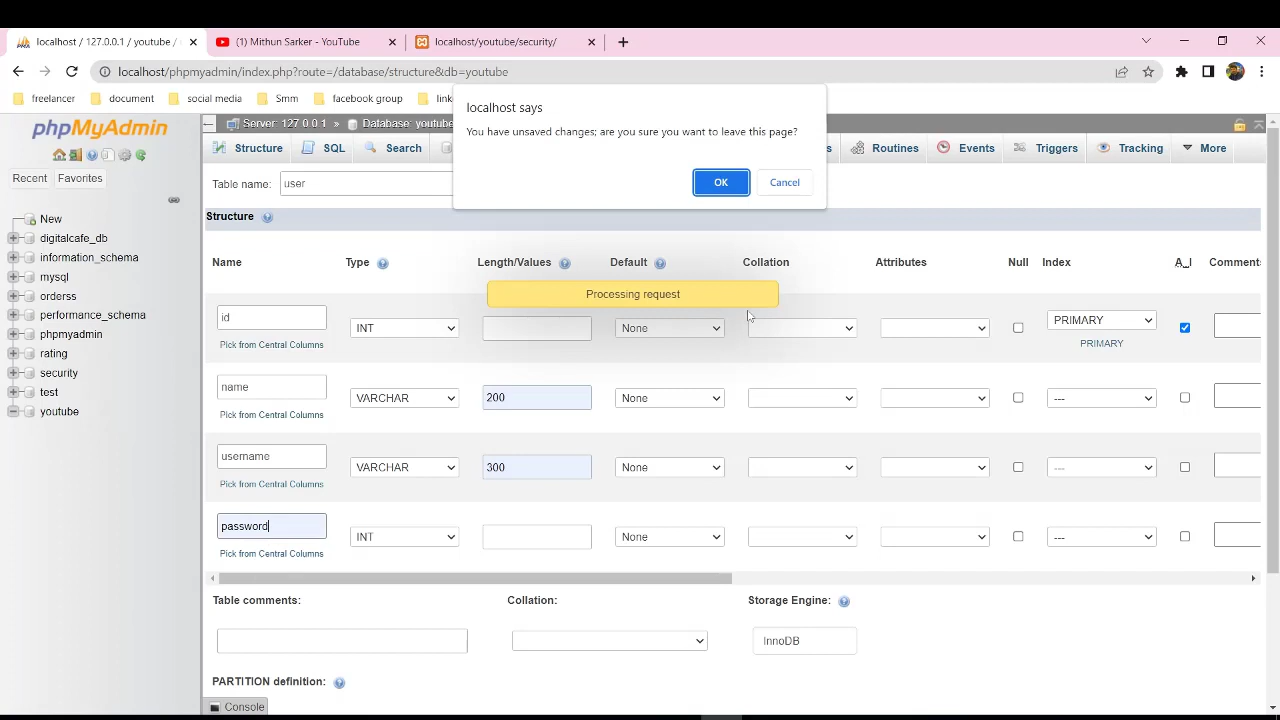 localhost / 127.0.0.1 / youtube /
(1) Mithun Sarker - YouTube
localhost/youtube/security/
localhost/phpmyadmin/index.php?route=/database/structure&db=youtube
freelancer
document
social media
Smm
facebook group
link
localhost says
You have unsaved changes; are you sure you want to leave this page?
OK
Cancel
phpMyAdmin
Server: 127.0.0.1 »
Database: youtube
Structure
SQL
Search
Routines
Events
Triggers
Tracking
More
Recent
Favorites
Table name:
user
New
digitalcafe_db
information_schema
mysql
orderss
performance_schema
phpmyadmin
rating
security
test
youtube
Structure
Name
Type
Length/Values
Default
Collation
Attributes
Null
Index
A_I
Comments
Processing request
id
Pick from Central Columns
INT
None
PRIMARY
PRIMARY
name
Pick from Central Columns
VARCHAR
200
None
---
username
Pick from Central Columns
VARCHAR
300
None
---
password
Pick from Central Columns
INT
None
---
Table comments:
Collation:
Storage Engine:
InnoDB
PARTITION definition:
Console